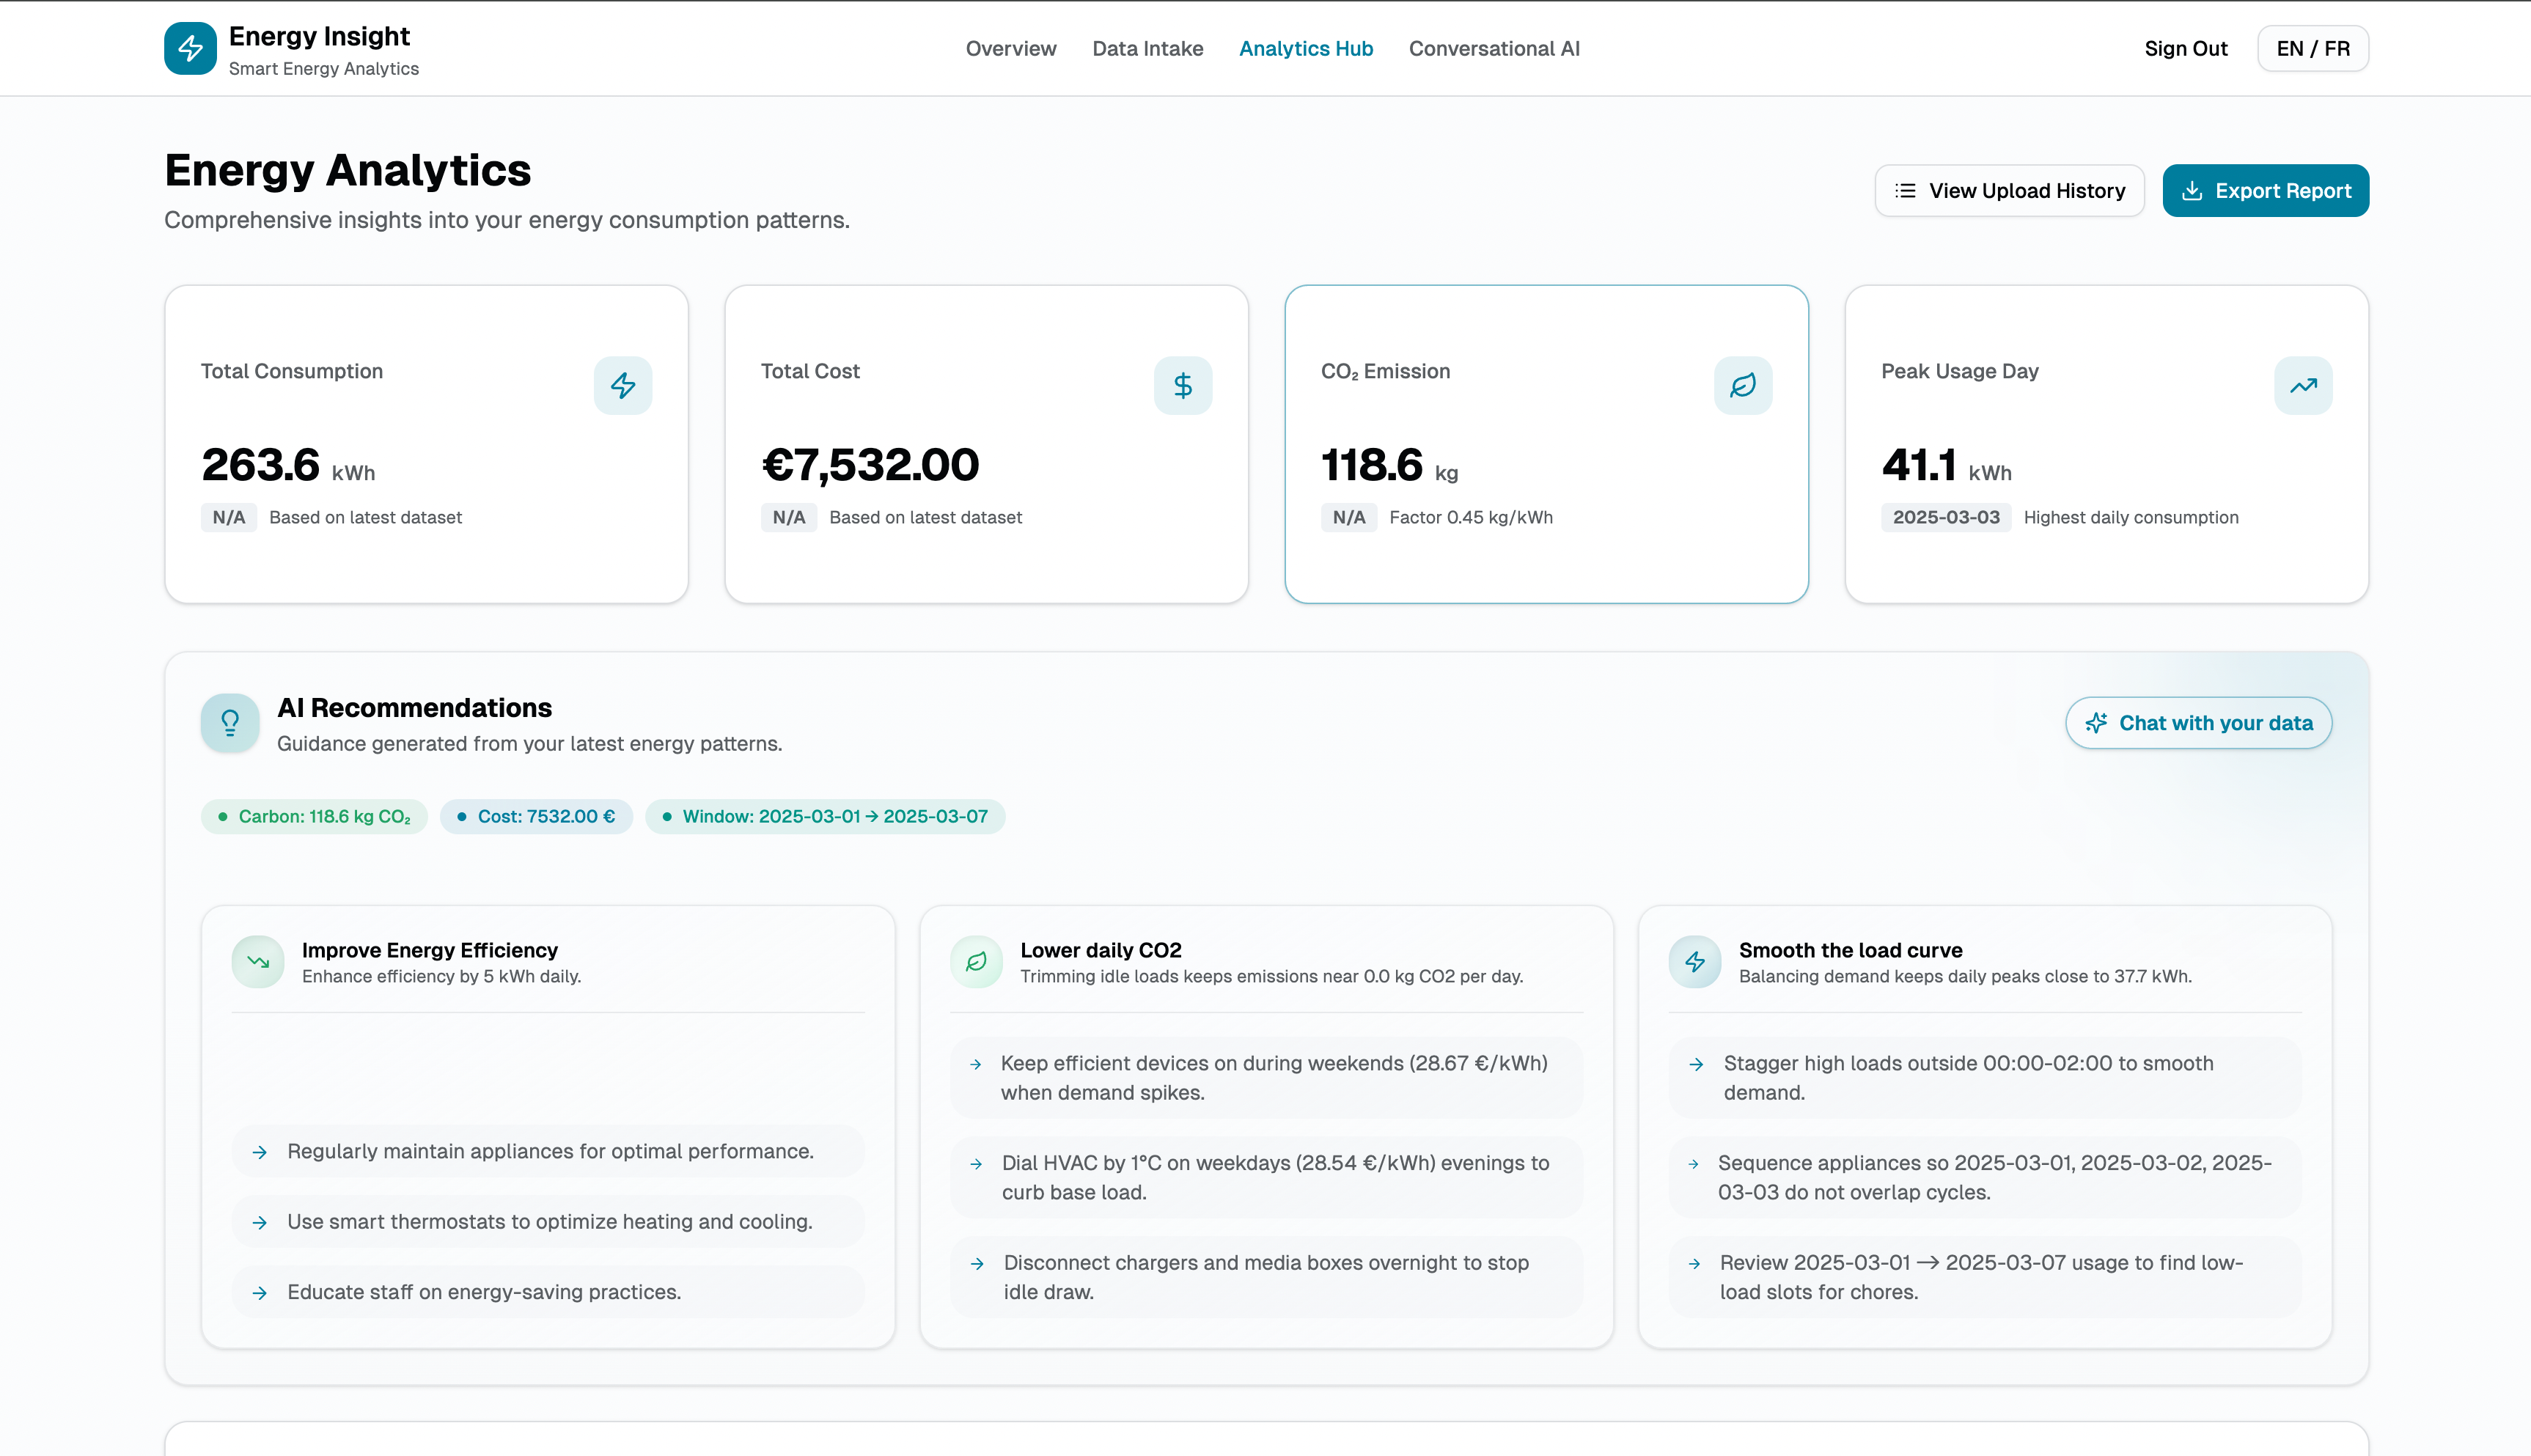 Energy Insight
Smart Energy Analytics
Overview
Data Intake
Analytics Hub
Conversational AI
Sign Out
EN / FR
Energy Analytics
Comprehensive insights into your energy consumption patterns.
View Upload History
Export Report
Total Consumption
263.6 kWh
N/A Based on latest dataset
Total Cost
€7,532.00
N/A Based on latest dataset
CO₂ Emission
118.6 kg
N/A Factor 0.45 kg/kWh
Peak Usage Day
41.1 kWh
2025-03-03 Highest daily consumption
AI Recommendations
Guidance generated from your latest energy patterns.
Chat with your data
Carbon: 118.6 kg CO₂
Cost: 7532.00 €
Window: 2025-03-01 → 2025-03-07
Improve Energy Efficiency
Enhance efficiency by 5 kWh daily.
→ Regularly maintain appliances for optimal performance.
→ Use smart thermostats to optimize heating and cooling.
→ Educate staff on energy-saving practices.
Lower daily CO2
Trimming idle loads keeps emissions near 0.0 kg CO2 per day.
→ Keep efficient devices on during weekends (28.67 €/kWh)
when demand spikes.
→ Dial HVAC by 1°C on weekdays (28.54 €/kWh) evenings to
curb base load.
→ Disconnect chargers and media boxes overnight to stop
idle draw.
Smooth the load curve
Balancing demand keeps daily peaks close to 37.7 kWh.
→ Stagger high loads outside 00:00-02:00 to smooth
demand.
→ Sequence appliances so 2025-03-01, 2025-03-02, 2025-
03-03 do not overlap cycles.
→ Review 2025-03-01 → 2025-03-07 usage to find low-
load slots for chores.